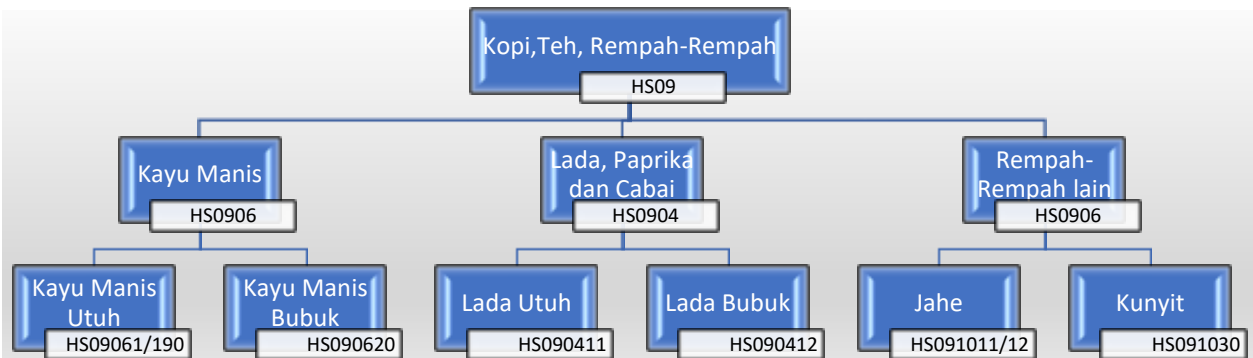 Kopi,Teh, Rempah-Rempah
HS09
Kayu Manis
HS0906
Lada, Paprika
dan Cabai
HS0904
Rempah-
Rempah lain
HS0906
Kayu Manis
Utuh
HS09061/190
Kayu Manis
Bubuk
HS090620
Lada Utuh
HS090411
Lada Bubuk
HS090412
Jahe
HS091011/12
Kunyit
HS091030